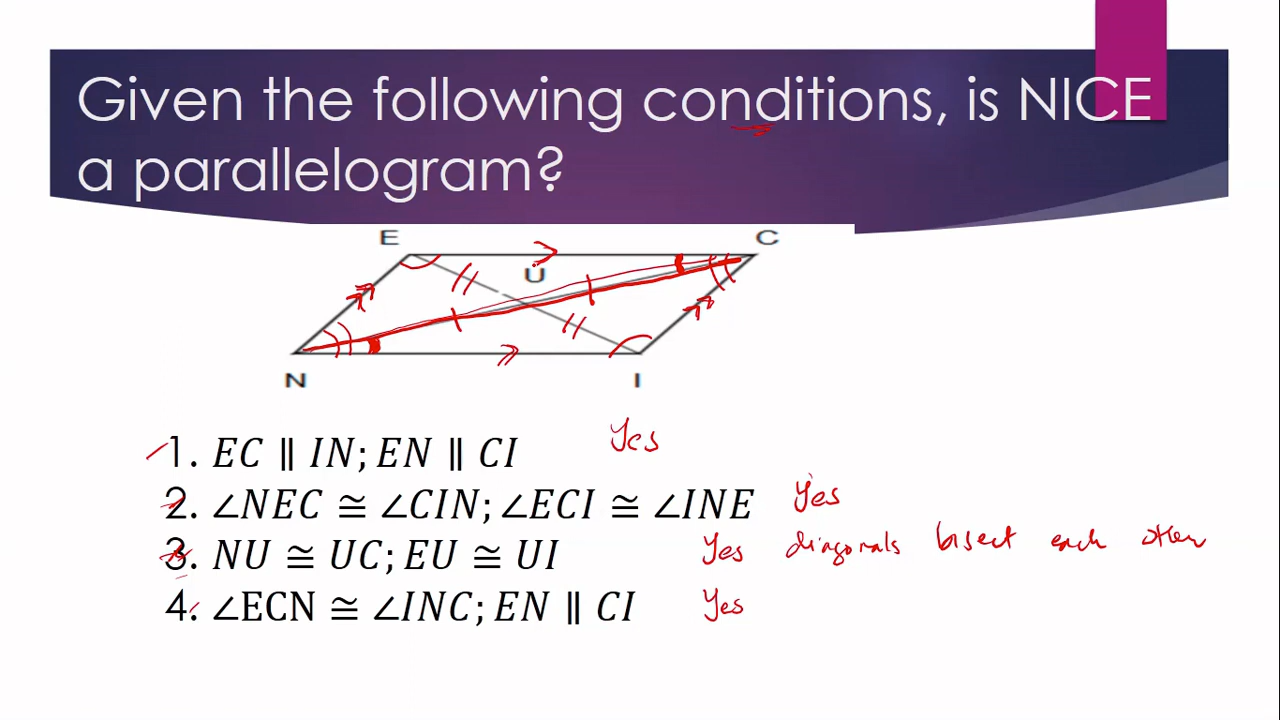 Given the following conditions, is NICE
a parallelogram?
E
C
U
N
I
1. EC ∥ IN; EN ∥ CI Yes
2. ∠NEC ≅ ∠CIN; ∠ECI ≅ ∠INE Yes
3. NU ≅ UC; EU ≅ UI Yes diagonals bisect each other
4. ∠ECN ≅ ∠INC; EN ∥ CI Yes